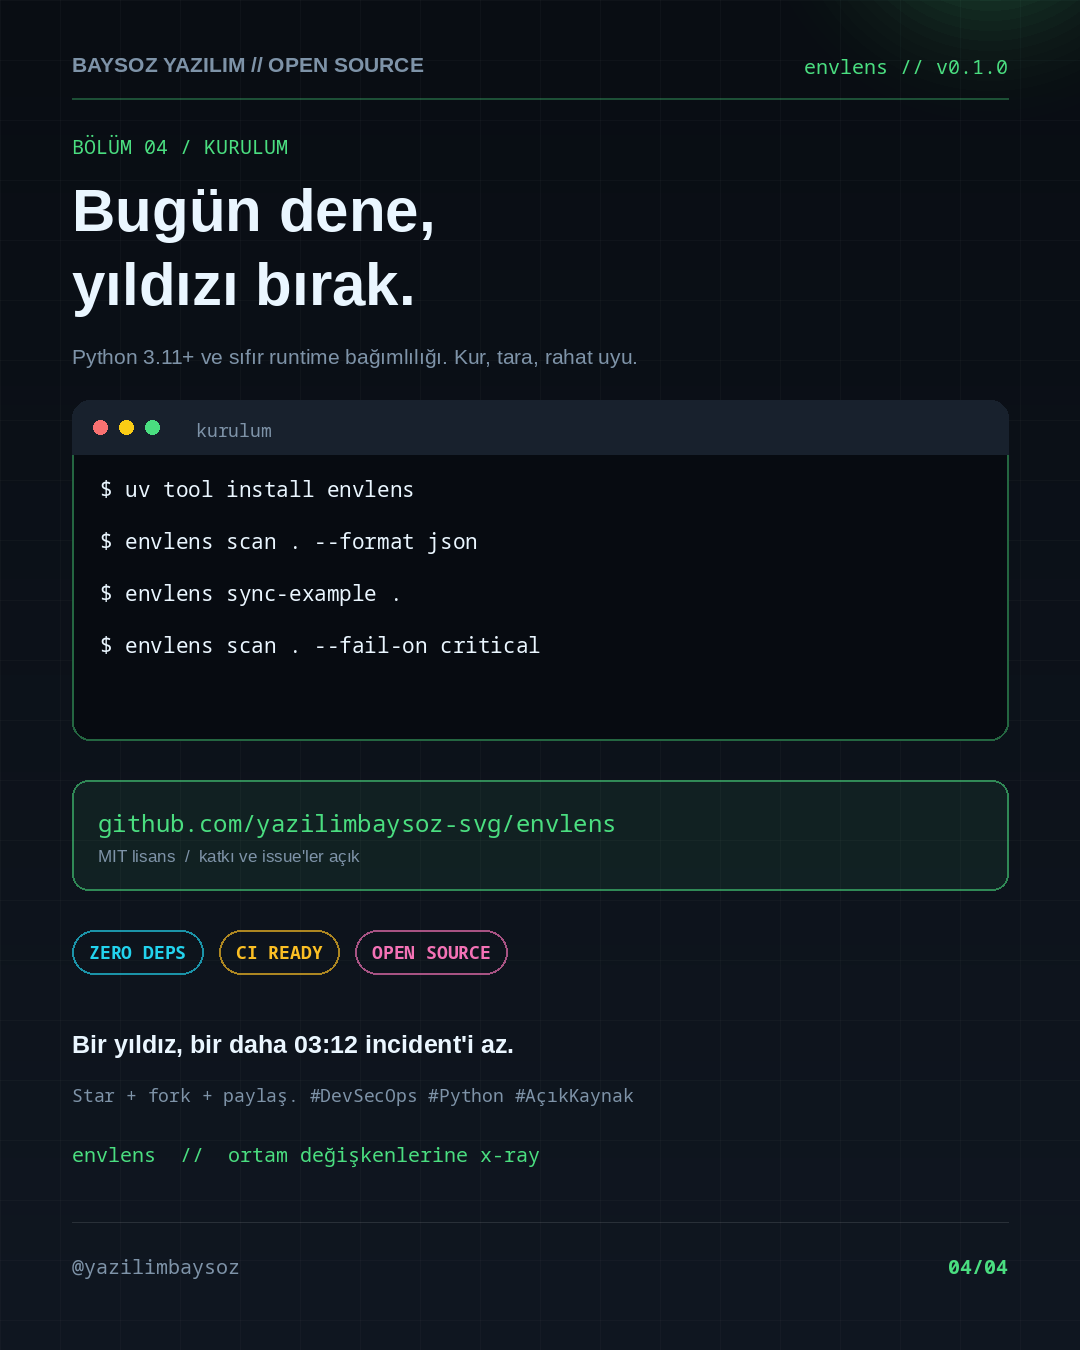 BAYSOZ YAZILIM // OPEN SOURCE
envlens // v0.1.0
BÖLÜM 04 / KURULUM
Bugün dene,
yıldızı bırak.
Python 3.11+ ve sıfır runtime bağımlılığı. Kur, tara, rahat uyu.
kurulum
$ uv tool install envlens
$ envlens scan . --format json
$ envlens sync-example .
$ envlens scan . --fail-on critical
github.com/yazilimbaysoz-svg/envlens
MIT lisans / katkı ve issue'ler açık
ZERO DEPS
CI READY
OPEN SOURCE
Bir yıldız, bir daha 03:12 incident'i az.
Star + fork + paylaş. #DevSecOps #Python #AçıkKaynak
envlens // ortam değişkenlerine x-ray
@yazilimbaysoz
04/04